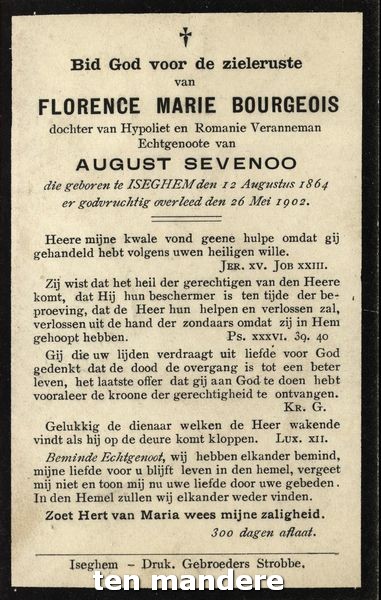 Bid God voor de zieleruste
van
FLORENCE MARIE BOURGEOIS
dochter van Hypoliet en Romanie Veranneman
Echtgenoote van
AUGUST SEVENOO
die geboren te ISEGHEM den 12 Augustus 1864
er godvruchtig overleed den 26 Mei 1902.
Heere mijne kwale vond geene hulpe omdat gij
gehandeld hebt volgens uwen heiligen wille.
JER. XV. JOB XXIII.
Zij wist dat het heil der gerechtigen van den Heere
komt, dat Hij hun beschermer is ten tijde der be-
proeving, dat de Heer hun helpen en verlossen zal,
verlossen uit de hand der zondaars omdat zij in Hem
gehoopt hebben. Ps. XXXVI. 39. 40
Gij die uw lijden verdraagt uit liefde voor God
gedenkt dat de dood de overgang is tot een beter
leven, het laatste offer dat gij aan God te doen hebt
vooraleer de kroone der gerechtigheid te ontvangen.
KR. G.
Gelukkig de dienaar welken de Heer wakende
vindt als hij op de deure komt kloppen. LUX. XII.
Beminde Echtgenoot, wij hebben elkander bemind,
mijne liefde voor u blijft leven in den hemel, vergeet
mij niet en toon mij nu uwe liefde door uwe gebeden.
In den Hemel zullen wij elkander weder vinden.
Zoet Hert van Maria wees mijne zaligheid.
300 dagen aflaat.
Iseghem – Druk. Gebroeders Strobbe.
ten mandere